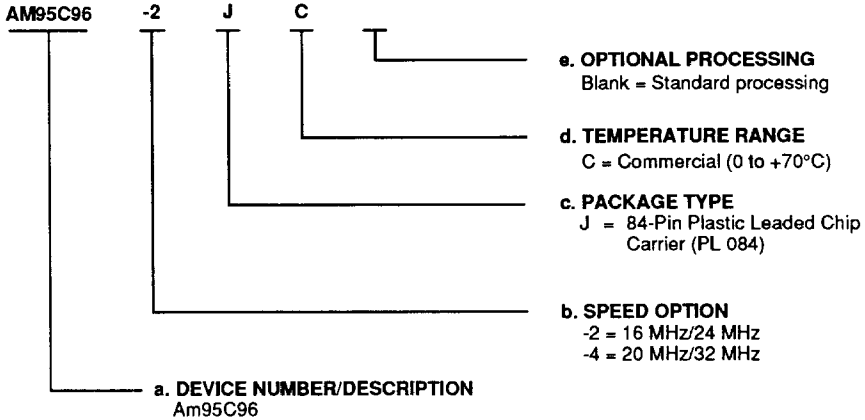 AM95C96 -2 J C
e. OPTIONAL PROCESSING
Blank = Standard processing
d. TEMPERATURE RANGE
C = Commercial (0 to +70°C)
c. PACKAGE TYPE
J = 84-Pin Plastic Leaded Chip
Carrier (PL 084)
b. SPEED OPTION
-2 = 16 MHz/24 MHz
-4 = 20 MHz/32 MHz
a. DEVICE NUMBER/DESCRIPTION
Am95C96